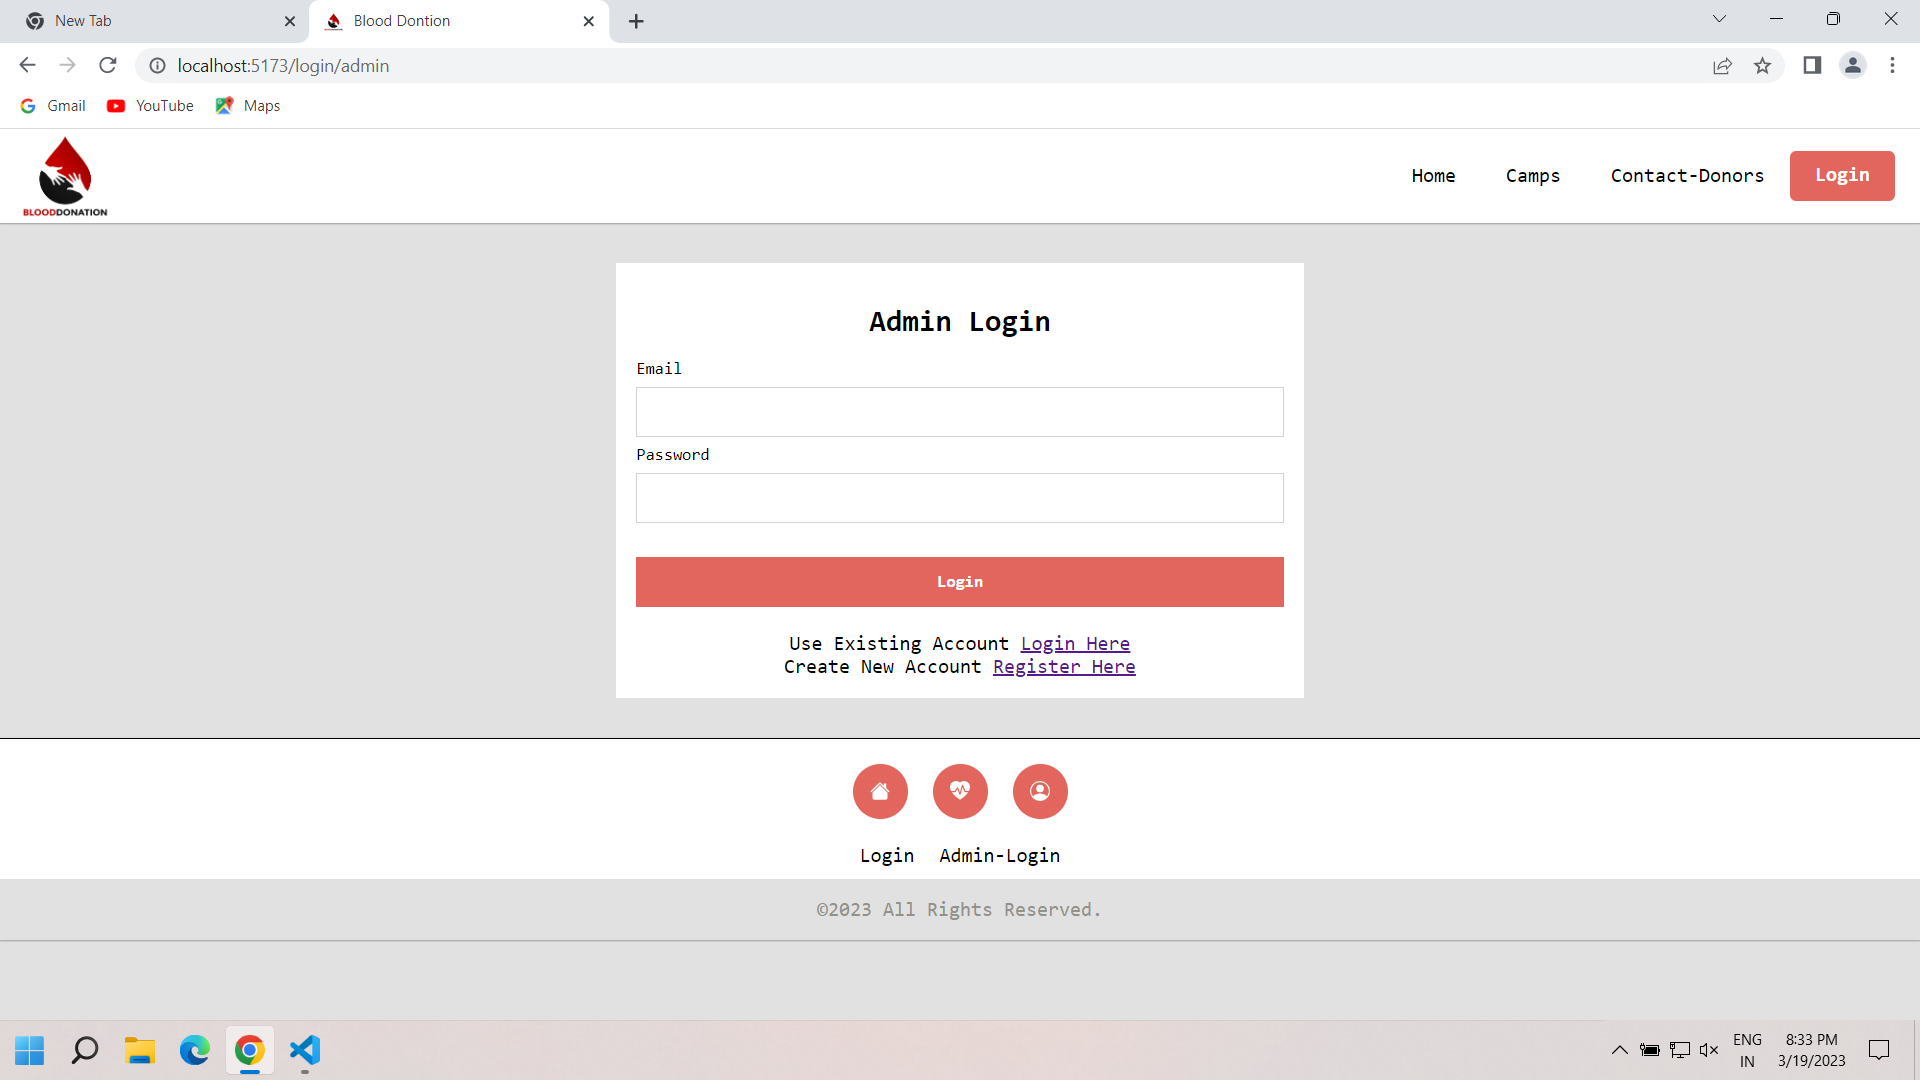 New Tab
Blood Dontion
localhost:5173/login/admin
Gmail YouTube Maps
BLOODDONATION
Home Camps Contact-Donors Login
Admin Login
Email
Password
Login
Use Existing Account Login Here
Create New Account Register Here
Login Admin-Login
©2023 All Rights Reserved.
ENG 8:33 PM
IN 3/19/2023